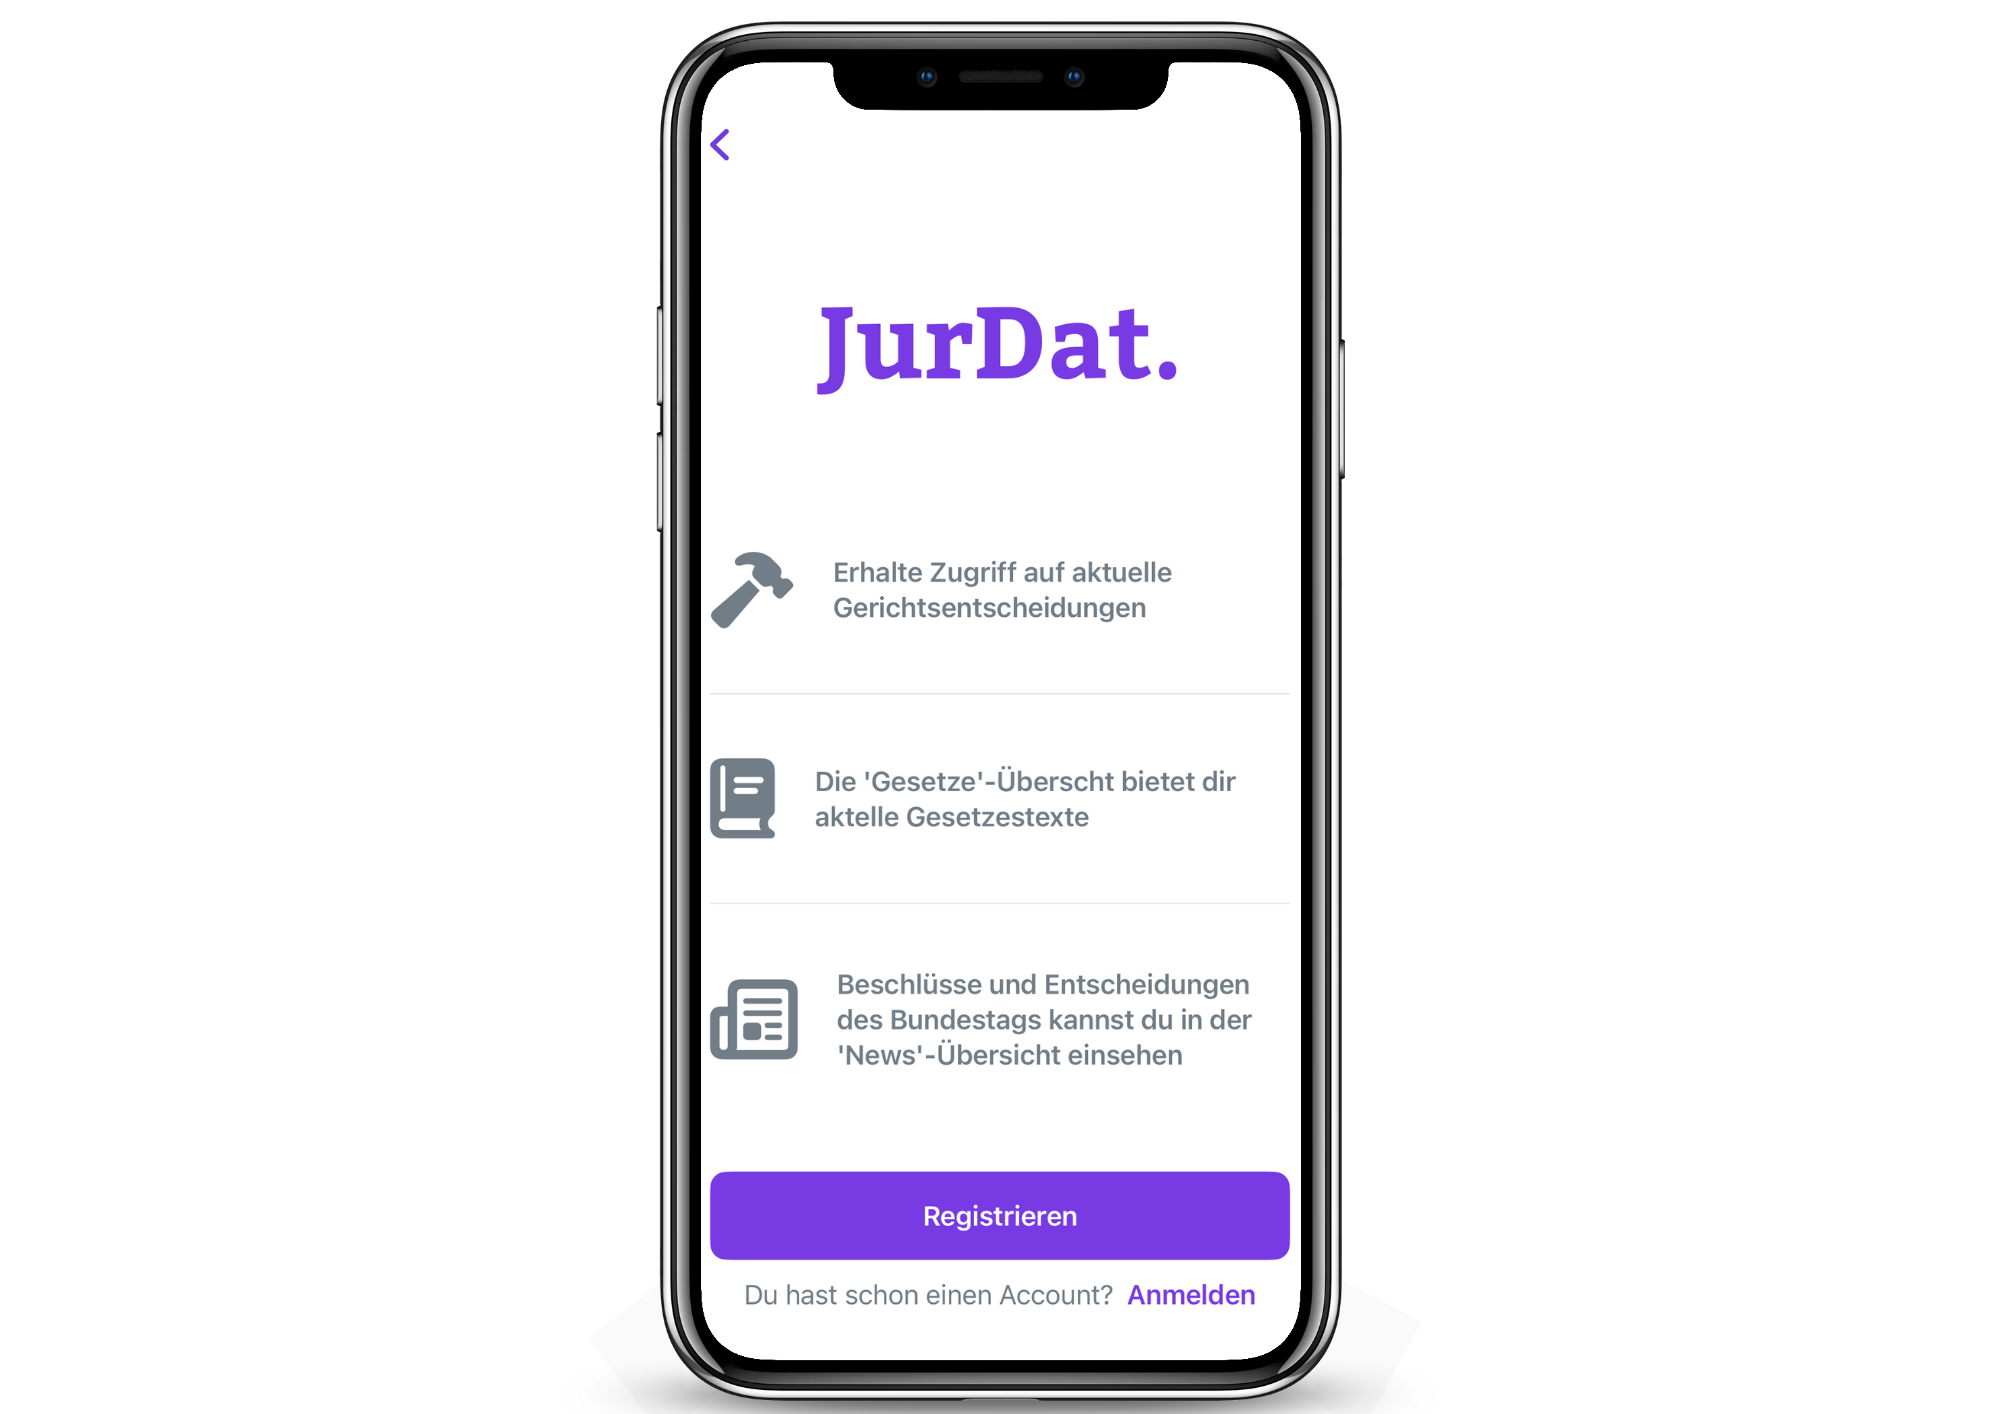 JurDat.
Erhalte Zugriff auf aktuelle
Gerichtsentscheidungen
Die 'Gesetze'-Überscht bietet dir
aktelle Gesetzestexte
Beschlüsse und Entscheidungen
des Bundestags kannst du in der
'News'-Übersicht einsehen
Registrieren
Du hast schon einen Account? Anmelden